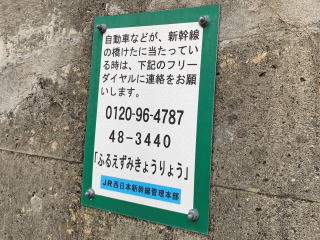 自動車などが、新幹線
の橋けたに当たってい
る時は、下記のフリー
ダイヤルに連絡をお願
いします。
0120-96-4787
48-3440
「ふるえずみきょうりょう」
JR西日本新幹線管理本部